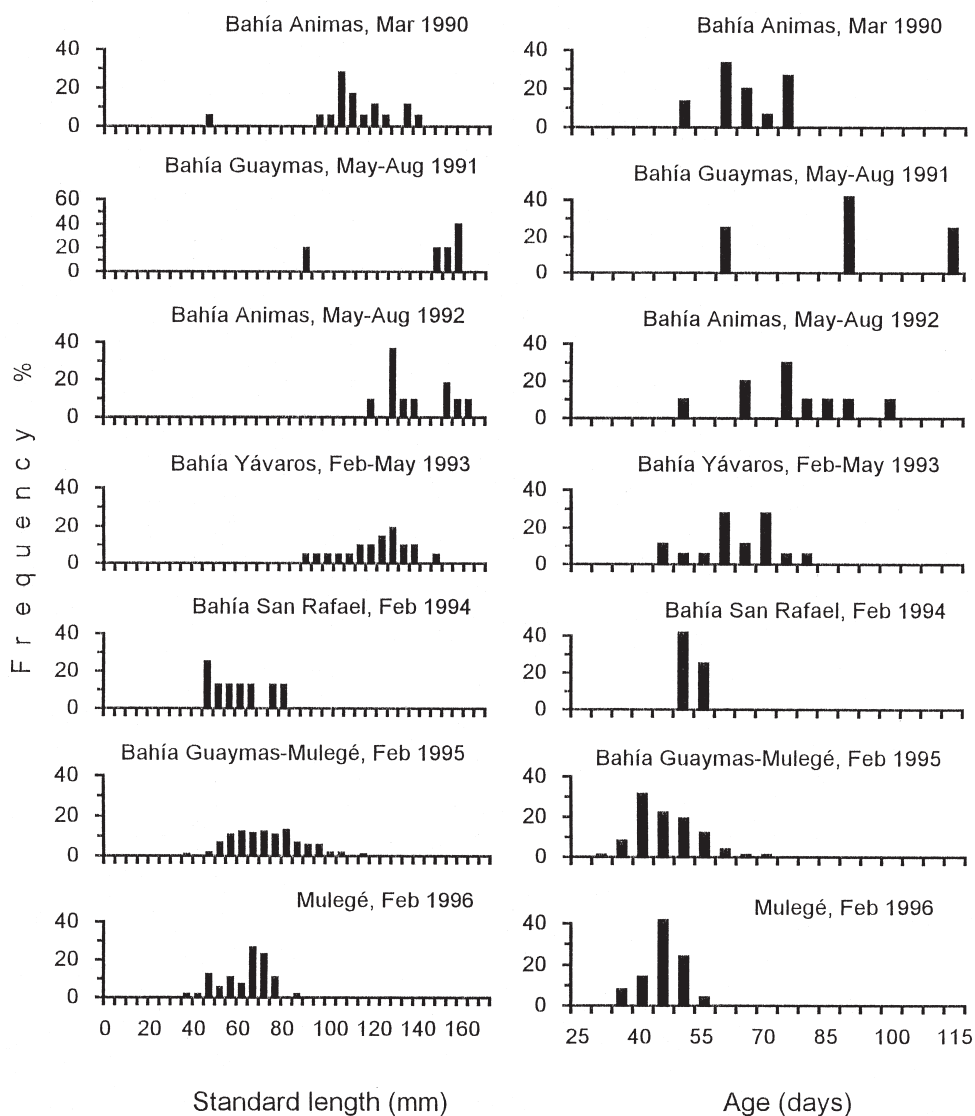 Bahía Animas, Mar 1990
40
20
0
Bahía Animas, Mar 1990
40
20
0
Bahía Guaymas, May-Aug 1991
60
40
20
0
Bahía Guaymas, May-Aug 1991
40
20
0
Bahía Animas, May-Aug 1992
40
20
0
Bahía Animas, May-Aug 1992
40
20
0
Frequency %
Bahía Yávaros, Feb-May 1993
40
20
0
Bahía Yávaros, Feb-May 1993
40
20
0
Bahía San Rafael, Feb 1994
40
20
0
Bahía San Rafael, Feb 1994
40
20
0
Bahía Guaymas-Mulegé, Feb 1995
40
20
0
Bahía Guaymas-Mulegé, Feb 1995
40
20
0
Mulegé, Feb 1996
40
20
0
Mulegé, Feb 1996
40
20
0
0 20 40 60 80 100 120 140 160
25 40 55 70 85 100 115
Standard length (mm)
Age (days)